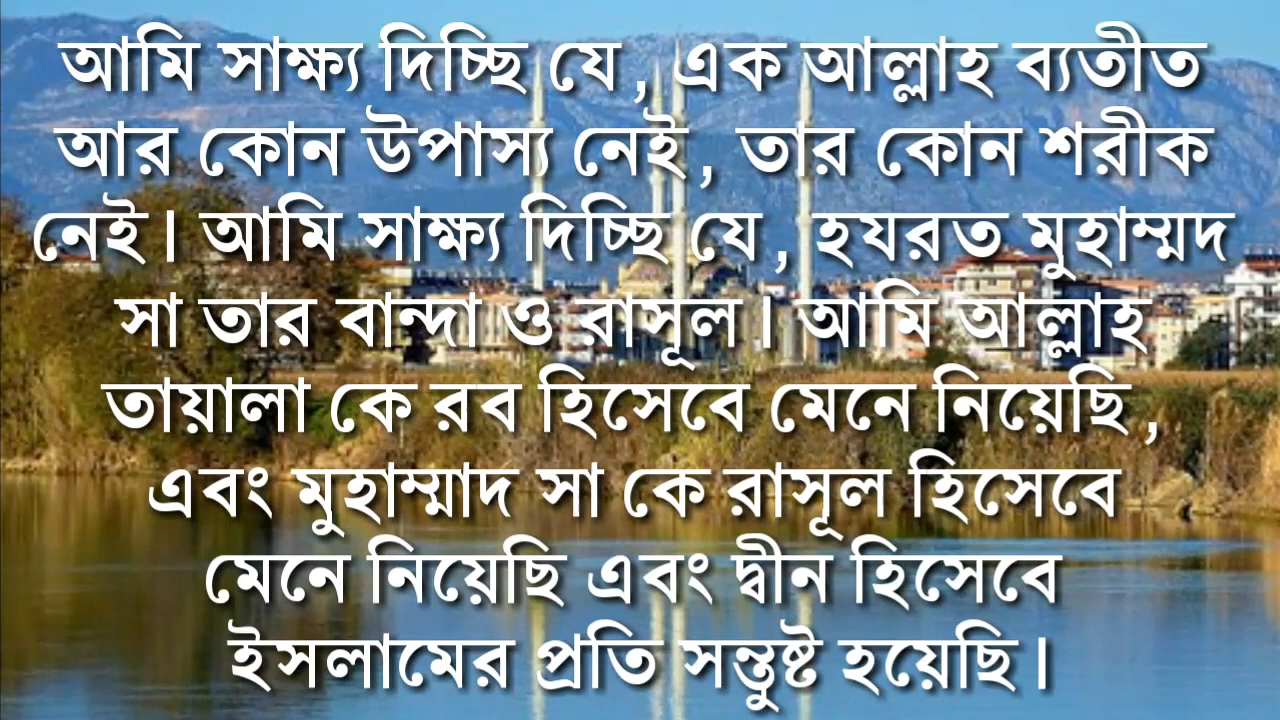 আমি সাক্ষ্য দিচ্ছি যে, এক আল্লাহ ব্যতীত
আর কোন উপাস্য নেই, তার কোন শরীক
নেই। আমি সাক্ষ্য দিচ্ছি যে, হযরত মুহাম্মদ
সা তার বান্দা ও রাসূল। আমি আল্লাহ
তায়ালা কে রব হিসেবে মেনে নিয়েছি,
এবং মুহাম্মাদ সা কে রাসূল হিসেবে
মেনে নিয়েছি এবং দ্বীন হিসেবে
ইসলামের প্রতি সন্তুষ্ট হয়েছি।